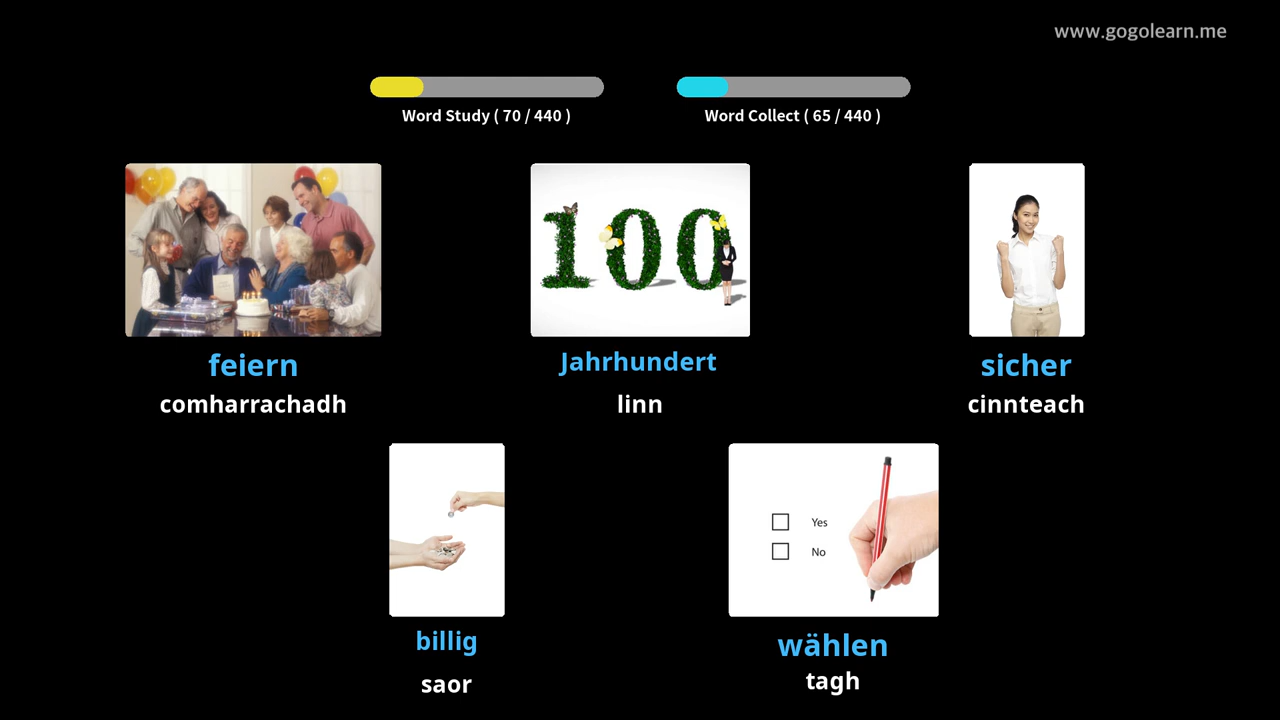 www.gogolearn.me
Word Study ( 70 / 440 )
Word Collect ( 65 / 440 )
100
feiern
comharrachadh
Jahrhundert
linn
sicher
cinnteach
Yes
No
billig
saor
wählen
tagh